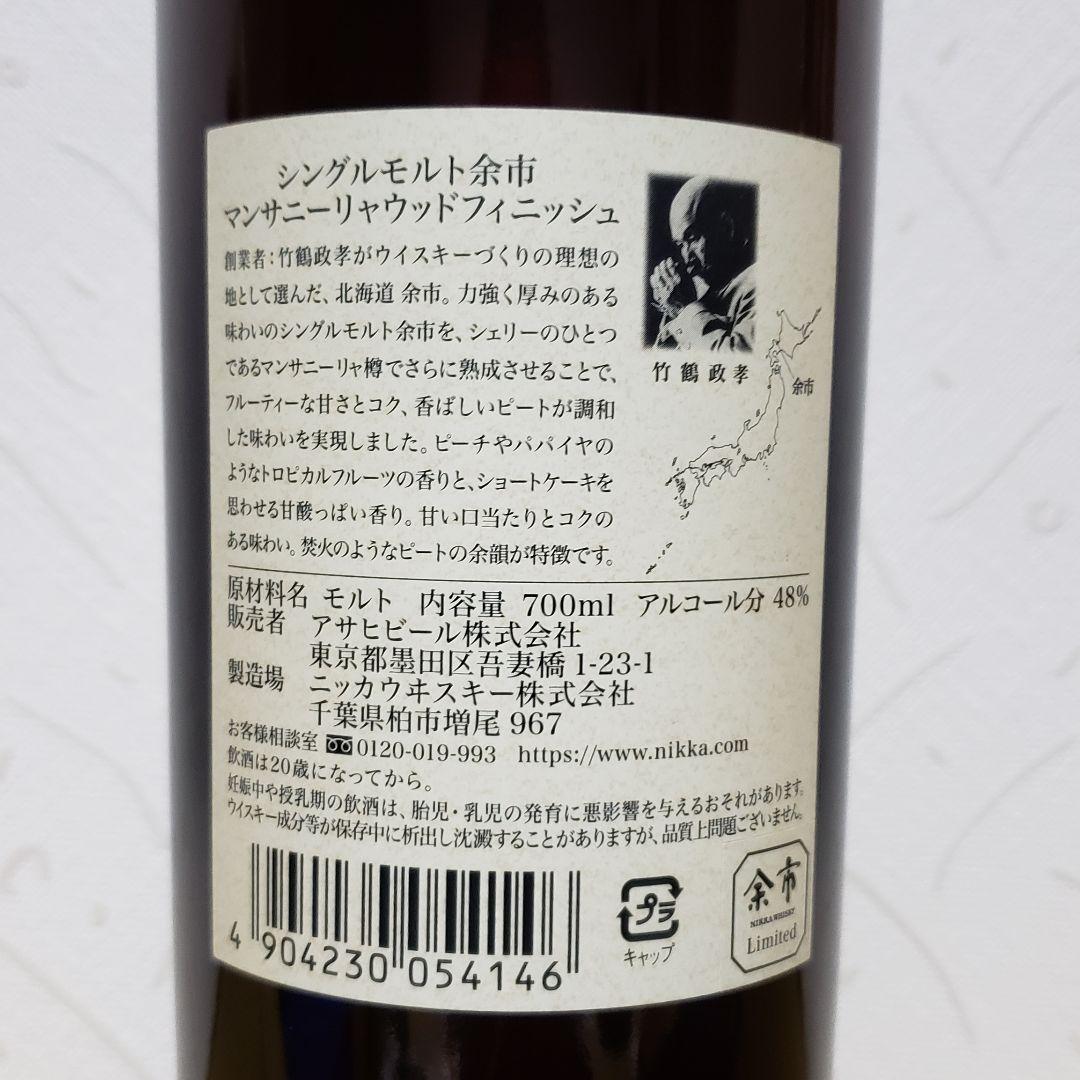 シングルモルト余市
マンサニーリャウッドフィニッシュ
創業者：竹鶴政孝がウイスキーづくりの理想の
地として選んだ、北海道 余市。力強く厚みのある
味わいのシングルモルト余市を、シェリーのひとつ
であるマンサニーリャ樽でさらに熟成させることで、
フルーティーな甘さとコク、香ばしいピートが調和
した味わいを実現しました。ピーチやパパイヤの
ようなトロピカルフルーツの香りと、ショートケーキを
思わせる甘酸っぱい香り。甘い口当たりとコクの
ある味わい。焚火のようなピートの余韻が特徴です。
竹鶴政孝
余市
原材料名 モルト 内容量 700ml アルコール分 48%
販売者 アサヒビール株式会社
東京都墨田区吾妻橋1-23-1
製造場 ニッカウヰスキー株式会社
千葉県柏市増尾967
お客様相談室 0120-019-993 https://www.nikka.com
飲酒は20歳になってから。
妊娠中や授乳期の飲酒は、胎児・乳児の発育に悪影響を与えるおそれがあります。
ウイスキー成分等が保存中に析出し沈澱することがありますが、品質上問題ございません。
4 904230 054146
プラ
キャップ
余市
NIKKA WHISKY
Limited